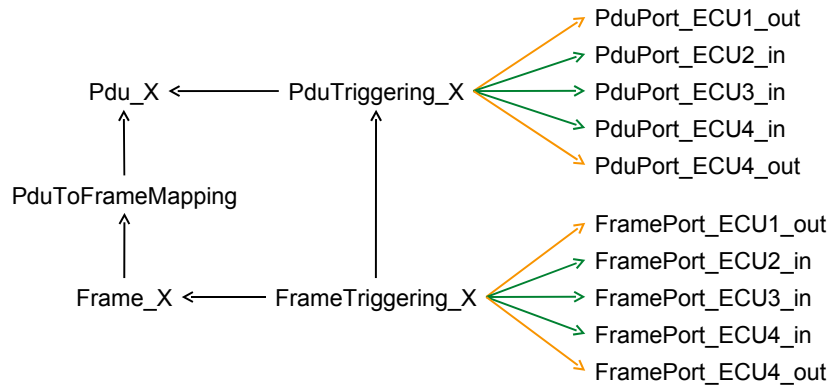 PduPort_ECU1_out
PduPort_ECU2_in
Pdu_X
PduTriggering_X
PduPort_ECU3_in
PduPort_ECU4_in
PduPort_ECU4_out
PduToFrameMapping
FramePort_ECU1_out
FramePort_ECU2_in
Frame_X
FrameTriggering_X
FramePort_ECU3_in
FramePort_ECU4_in
FramePort_ECU4_out